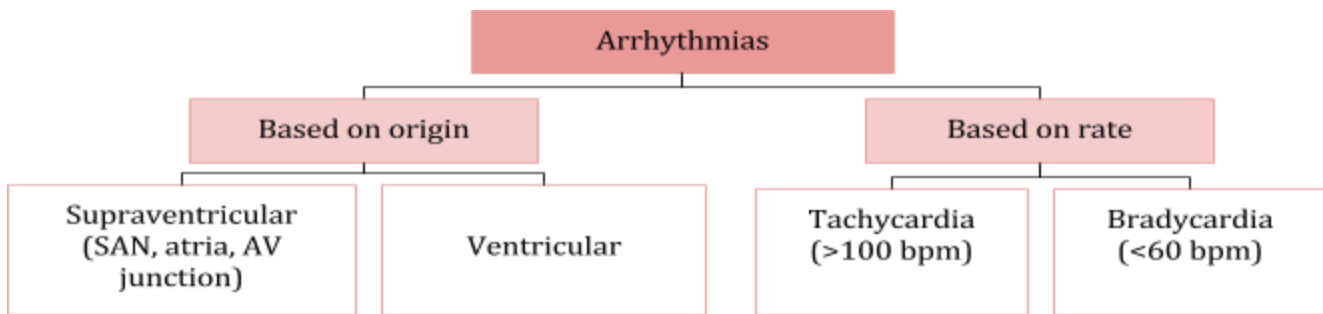 Arrhythmias
Based on origin
Based on rate
Supraventricular
(SAN, atria, AV
junction)
Ventricular
Tachycardia
(>100 bpm)
Bradycardia
(<60 bpm)